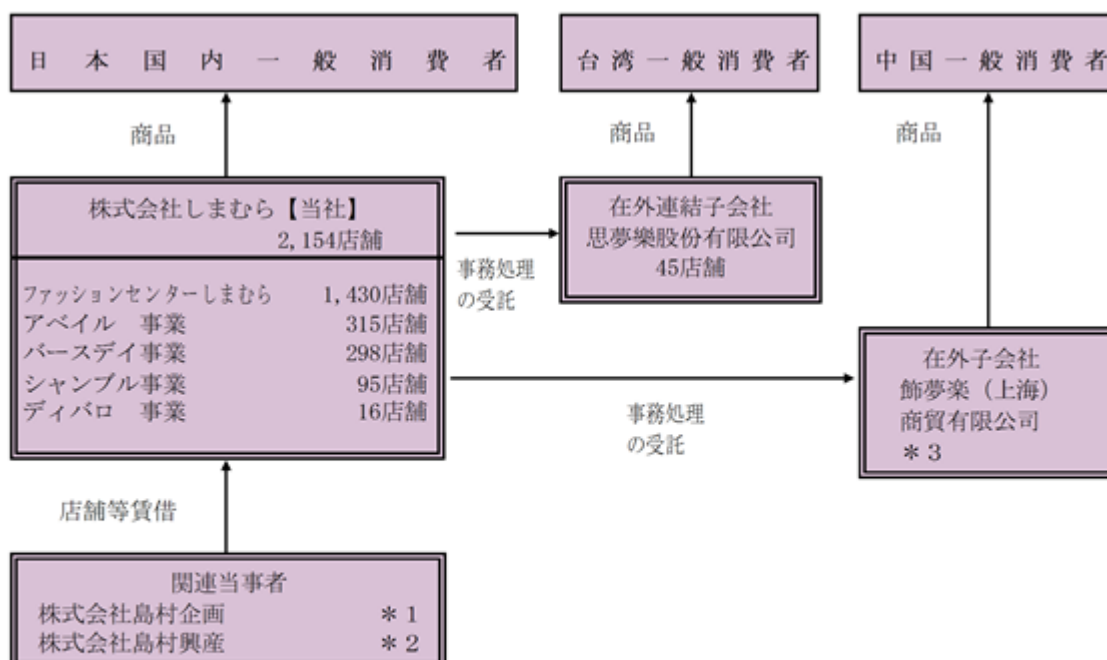 日本国内一般消費者
台湾一般消費者
中国一般消費者
商品
商品
商品
株式会社しまむら【当社】
2,154店舗
ファッションセンターしまむら 1,430店舗
アベイル 事業 315店舗
バースデイ事業 298店舗
シャンブル事業 95店舗
ディバロ 事業 16店舗
事務処理
の受託
在外連結子会社
思夢樂股份有限公司
45店舗
事務処理
の受託
在外子会社
飾夢楽（上海）
商貿有限公司
＊3
店舗等賃借
関連当事者
株式会社島村企画 ＊1
株式会社島村興産 ＊2